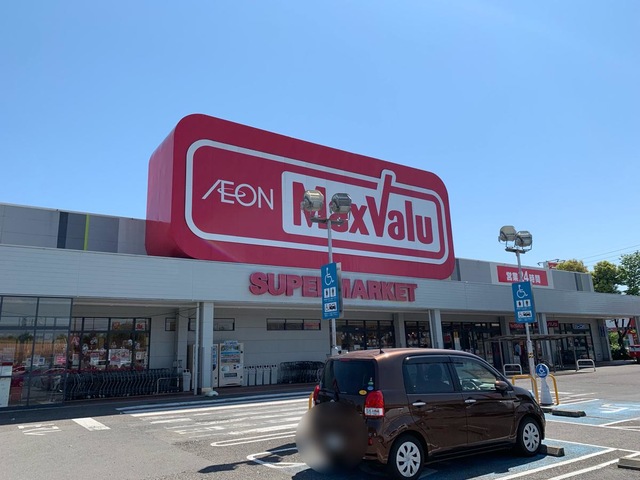 ÆON
MaxValu
SUPERMARKET
営業24時間